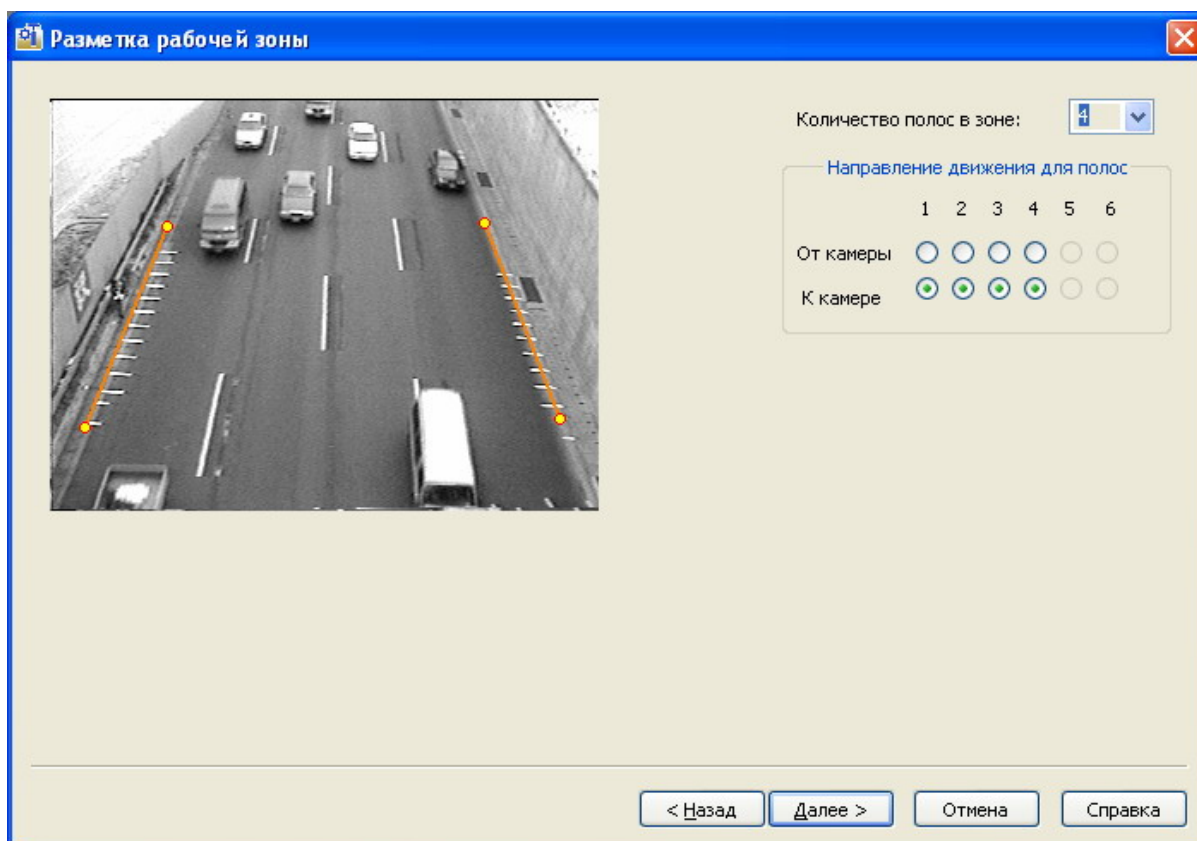 Разметка рабочей зоны
Количество полос в зоне: 4
Направление движения для полос
1 2 3 4 5 6
От камеры
К камере
< Назад Далее > Отмена Справка